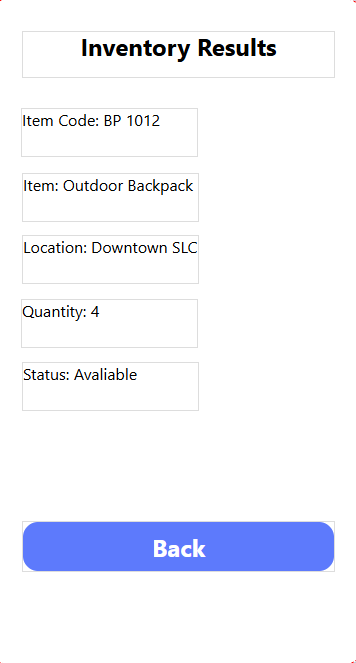 Inventory Results
Item Code: BP 1012
Item: Outdoor Backpack
Location: Downtown SLC
Quantity: 4
Status: Avaliable
Back